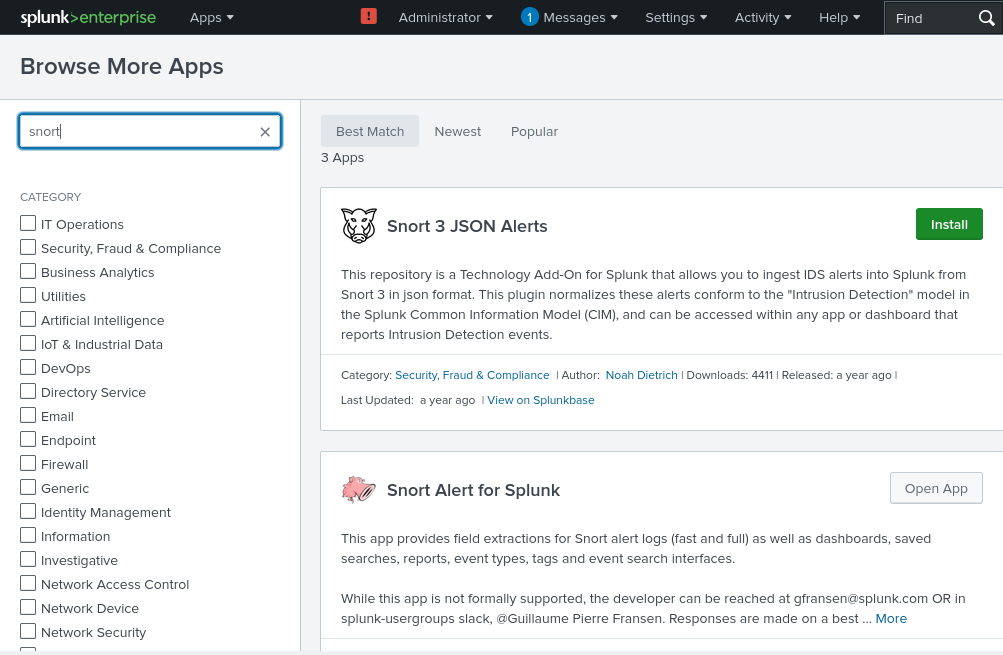 splunk>enterprise Apps ▾ ! Administrator ▾ 1 Messages ▾ Settings ▾ Activity ▾ Help ▾ Find
Browse More Apps
snort
CATEGORY
IT Operations
Security, Fraud & Compliance
Business Analytics
Utilities
Artificial Intelligence
IoT & Industrial Data
DevOps
Directory Service
Email
Endpoint
Firewall
Generic
Identity Management
Information
Investigative
Network Access Control
Network Device
Network Security
Best Match Newest Popular
3 Apps
Snort 3 JSON Alerts Install
This repository is a Technology Add-On for Splunk that allows you to ingest IDS alerts into Splunk from
Snort 3 in json format. This plugin normalizes these alerts conform to the "Intrusion Detection" model in
the Splunk Common Information Model (CIM), and can be accessed within any app or dashboard that
reports Intrusion Detection events.
Category: Security, Fraud & Compliance | Author: Noah Dietrich | Downloads: 4411 | Released: a year ago |
Last Updated: a year ago | View on Splunkbase
Snort Alert for Splunk Open App
This app provides field extractions for Snort alert logs (fast and full) as well as dashboards, saved
searches, reports, event types, tags and event search interfaces.
While this app is not formally supported, the developer can be reached at gfransen@splunk.com OR in
splunk-usergroups slack, @Guillaume Pierre Fransen. Responses are made on a best ... More